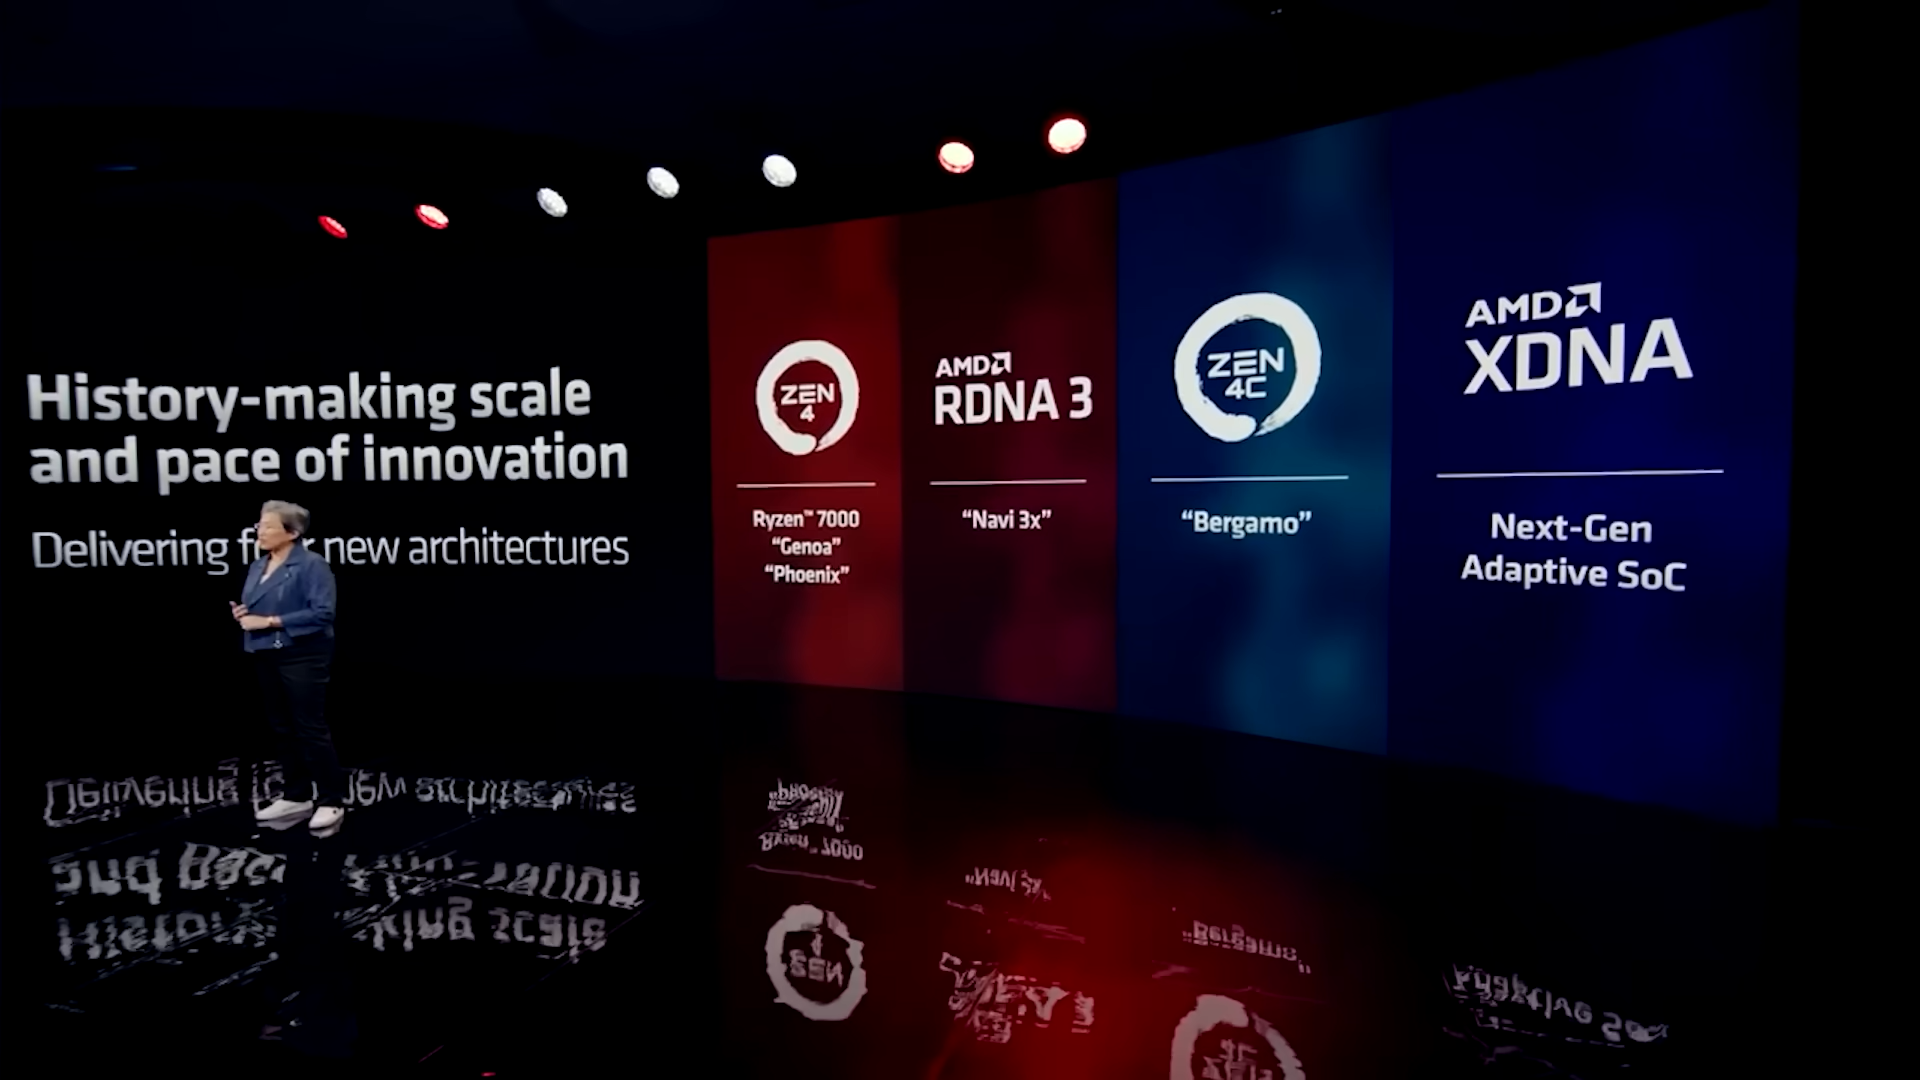 History-making scale
and pace of innovation
Delivering new architectures
ZEN
4
Ryzen™ 7000
“Genoa”
“Phoenix”
AMD
RDNA 3
“Navi 3x”
ZEN
4C
“Bergamo”
AMD
XDNA
Next-Gen
Adaptive SoC